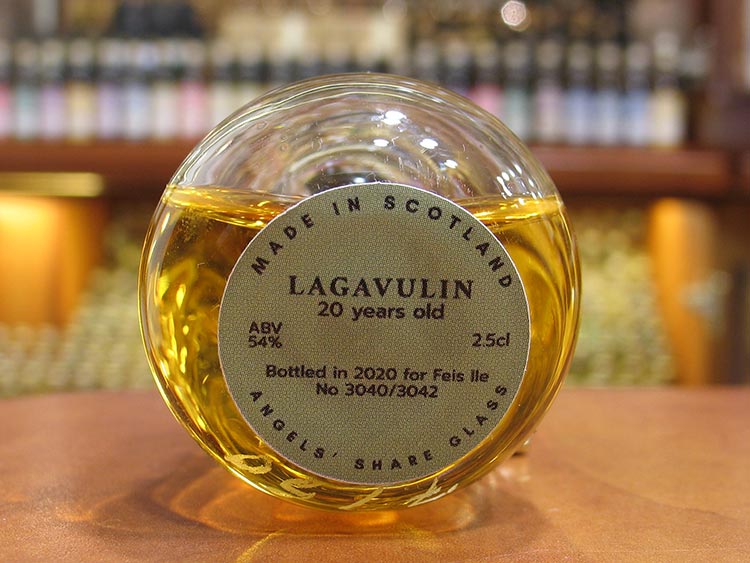 MADE IN SCOTLAND
LAGAVULIN
20 years old
ABV
54%
2.5cl
Bottled in 2020 for Feis Ile
No 3040/3042
ANGELS' SHARE GLASS